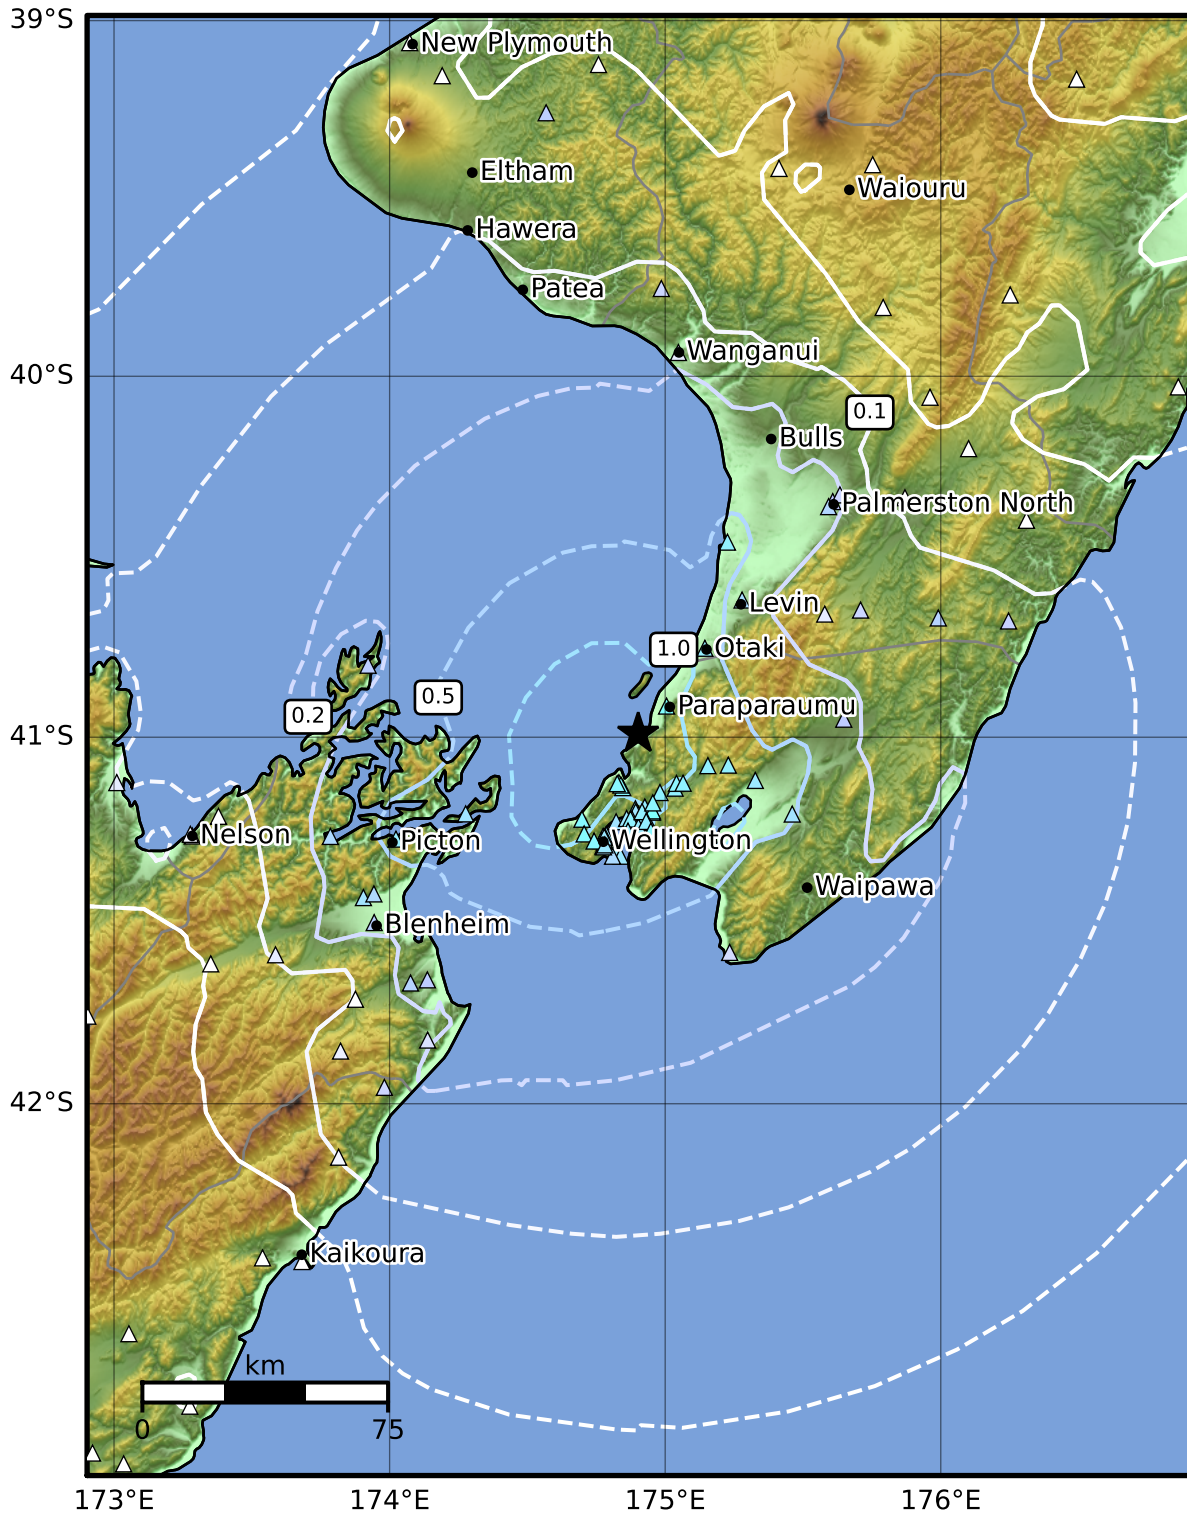 39°S
New Plymouth
Eltham
Waiouru
Hawera
Patea
Wanganui
40°S
0.1
Bulls
Palmerston North
Levin
1.0
Otaki
0.5
0.2
Paraparaumu
41°S
Nelson
Picton
Wellington
Waipawa
Blenheim
42°S
Kaikoura
km
0 75
173°E 174°E 175°E 176°E